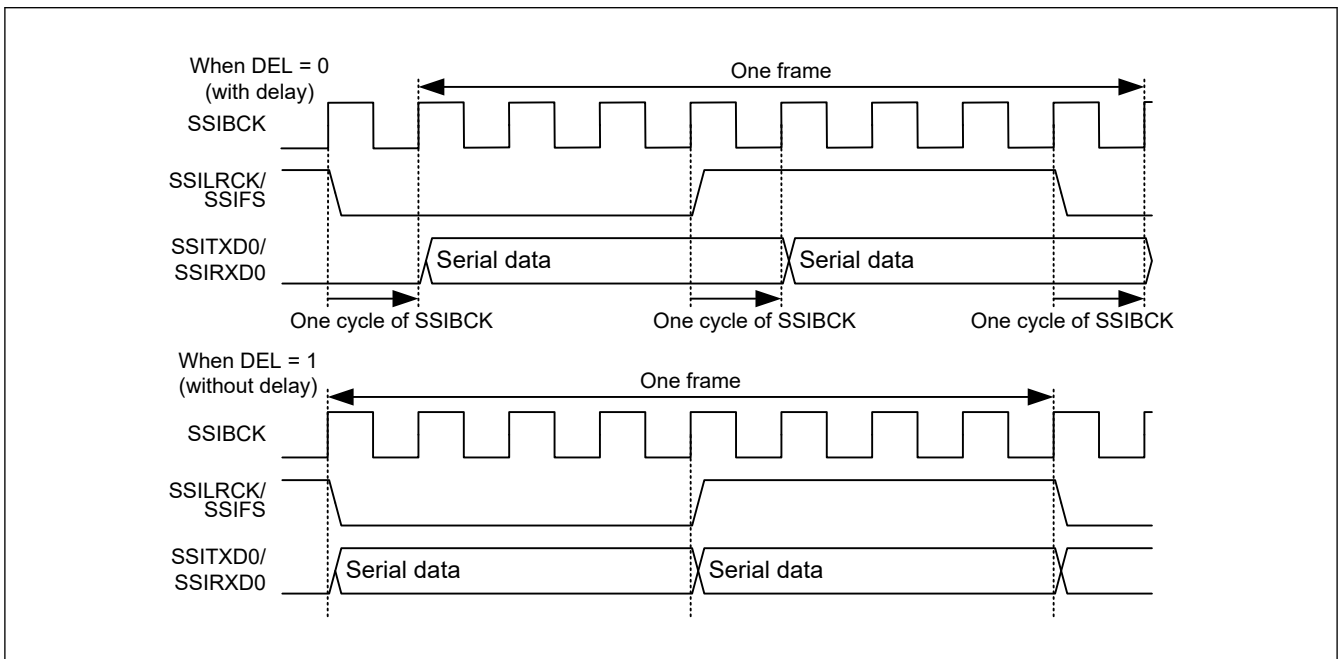 When DEL = 0
(with delay)
One frame
SSIBCK
SSILRCK/
SSIFS
SSITXD0/
SSIRXD0
Serial data
Serial data
One cycle of SSIBCK
One cycle of SSIBCK
One cycle of SSIBCK
When DEL = 1
(without delay)
One frame
SSIBCK
SSILRCK/
SSIFS
SSITXD0/
SSIRXD0
Serial data
Serial data